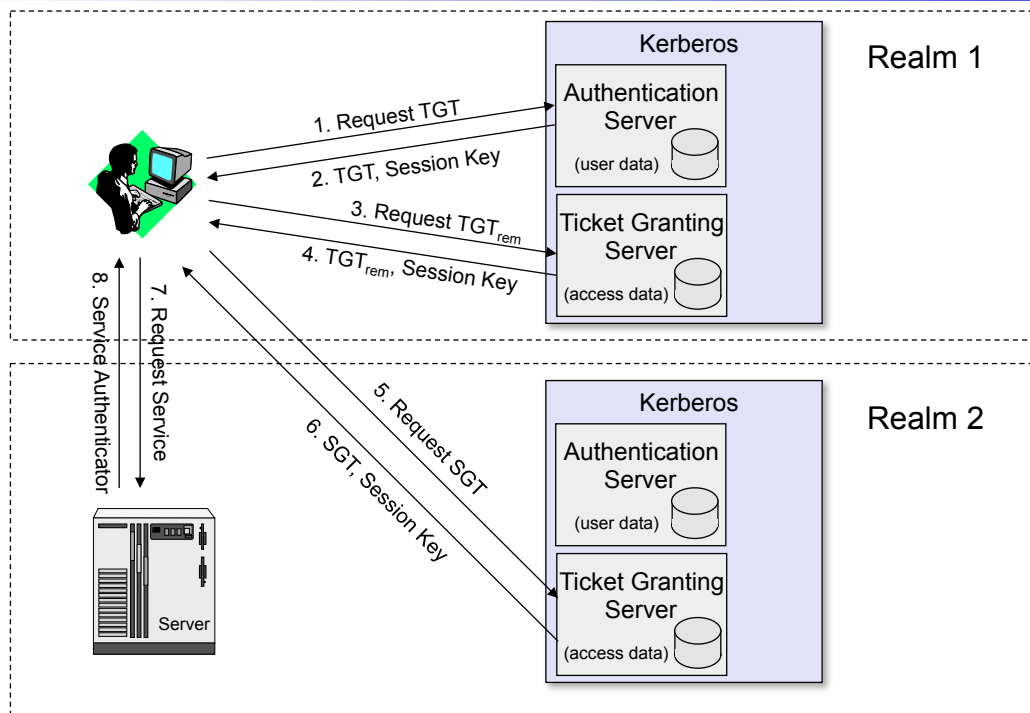 Kerberos
Realm 1
Authentication
Server
(user data)
1. Request TGT
2. TGT, Session Key
3. Request TGTrem
4. TGTrem, Session Key
Ticket Granting
Server
(access data)
8. Service Authenticator
7. Request Service
5. Request SGT
6. SGT, Session Key
Kerberos
Realm 2
Authentication
Server
(user data)
Ticket Granting
Server
(access data)
Server